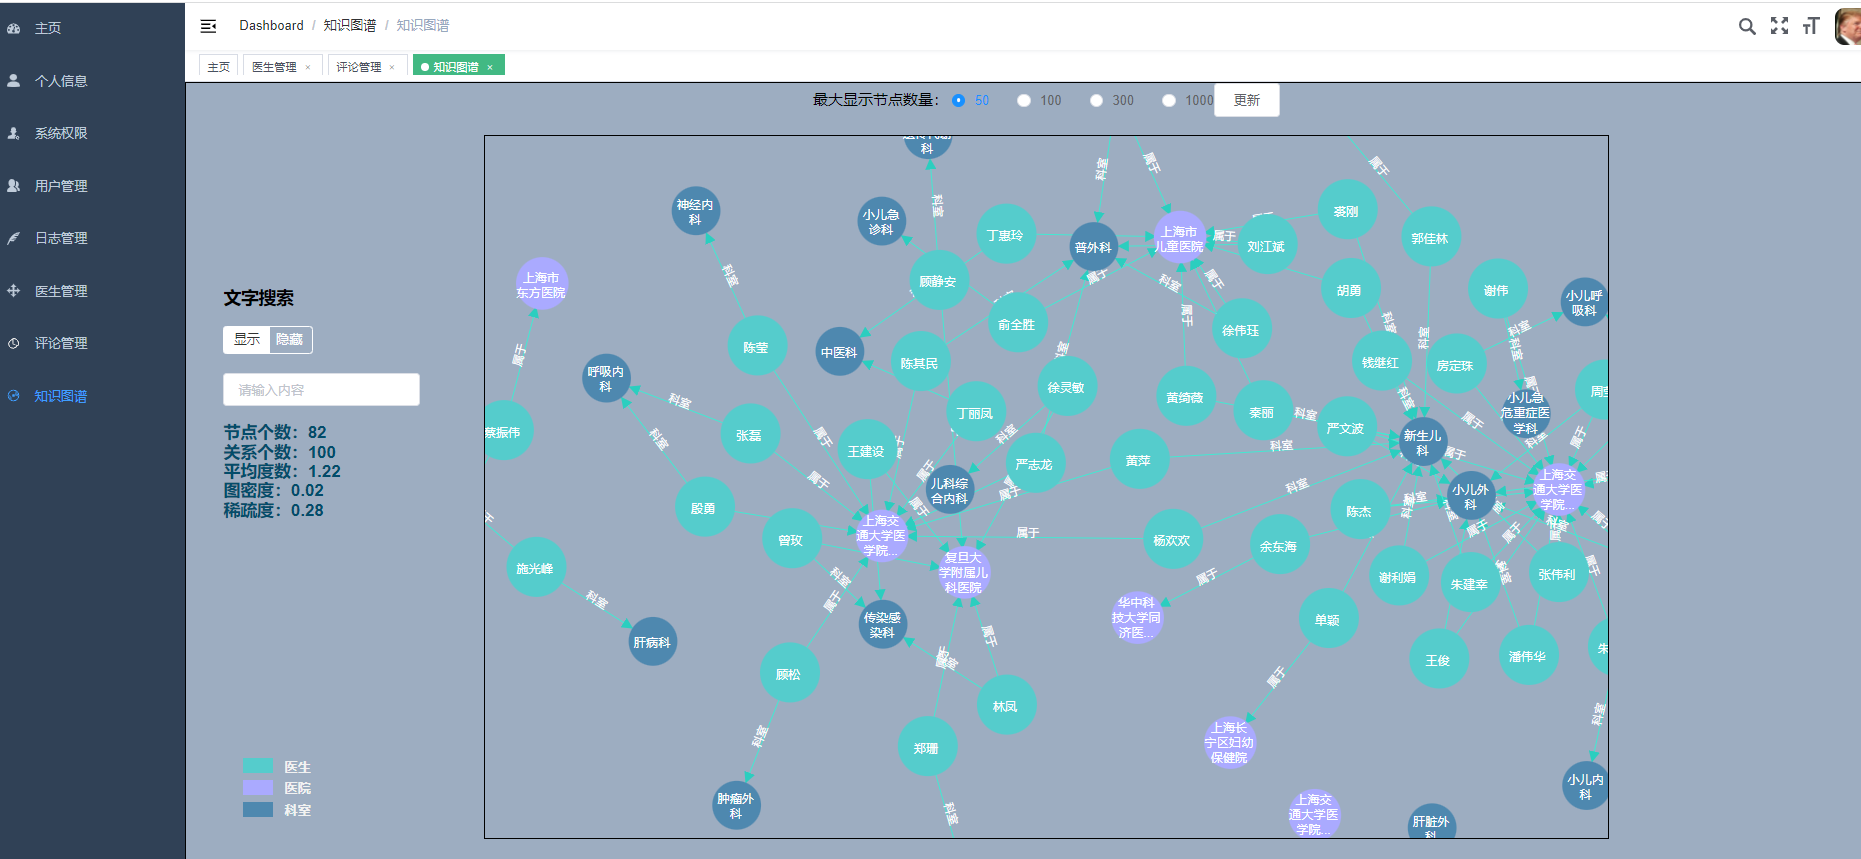 主页
个人信息
系统权限
用户管理
日志管理
医生管理
评论管理
知识图谱
Dashboard / 知识图谱 / 知识图谱
主页
医生管理 ×
评论管理 ×
知识图谱 ×
最大显示节点数量: 50 100 300 1000 更新
文字搜索
显示 隐藏
请输入内容
节点个数: 82
关系个数: 100
平均度数: 1.22
图密度: 0.02
稀疏度: 0.28
医生
医院
科室
科
神经内
科
小儿急
诊科
丁惠玲
普外科
上海市
儿童医院
刘江斌
裘刚
郭佳林
上海市
东方医院
顾静安
俞全胜
胡勇
谢伟
小儿呼
吸科
陈莹
中医科
陈其民
徐伟珏
钱继红
房定珠
呼吸内
科
徐灵敏
黄绮薇
秦丽
小儿急
危重症医
学科
蔡振伟
张磊
王建设
丁丽凤
严志龙
黄萍
严文波
新生儿
科
殷勇
儿科综
合内科
小儿外
科
上海交
通大学医
学院...
曾玫
上海交
通大学医
学院...
杨欢欢
陈杰
余东海
施光峰
复旦大
学附属儿
科医院
谢利娟
朱建幸
张伟利
传染感
染科
华中科
技大学同
济医...
单颖
肝病科
顾松
王俊
潘伟华
林凤
郑珊
上海长
宁区妇幼
保健院
肿瘤外
科
上海交
通大学医
学院...
肝脏外
科
小儿内
科
属于
科室